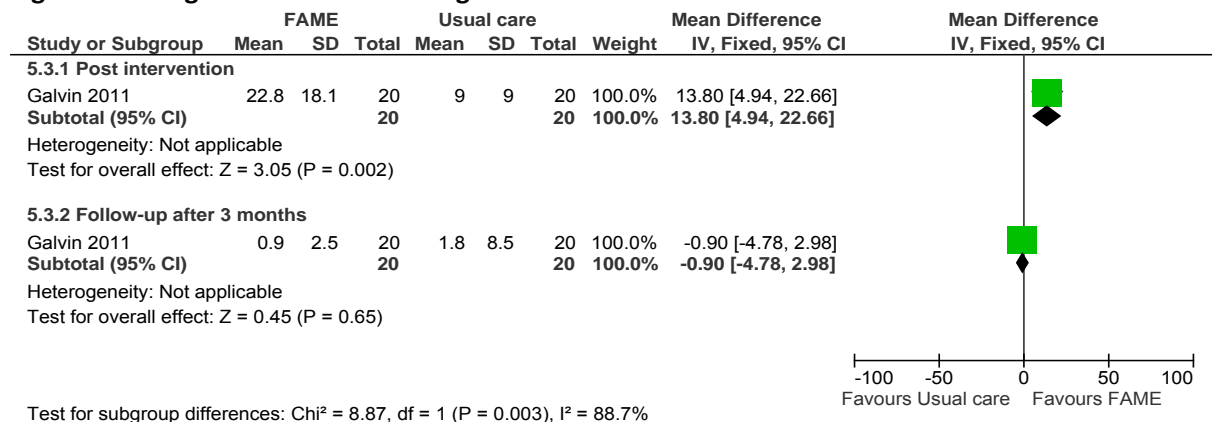 FAME Usual care Mean Difference Mean Difference
Study or Subgroup Mean SD Total Mean SD Total Weight IV, Fixed, 95% CI IV, Fixed, 95% CI
5.3.1 Post intervention
Galvin 2011 22.8 18.1 20 9 9 20 100.0% 13.80 [4.94, 22.66]
Subtotal (95% CI) 20 20 100.0% 13.80 [4.94, 22.66]
Heterogeneity: Not applicable
Test for overall effect: Z = 3.05 (P = 0.002)
5.3.2 Follow-up after 3 months
Galvin 2011 0.9 2.5 20 1.8 8.5 20 100.0% -0.90 [-4.78, 2.98]
Subtotal (95% CI) 20 20 100.0% -0.90 [-4.78, 2.98]
Heterogeneity: Not applicable
Test for overall effect: Z = 0.45 (P = 0.65)
-100 -50 0 50 100
Favours Usual care Favours FAME
Test for subgroup differences: Chi² = 8.87, df = 1 (P = 0.003), I² = 88.7%